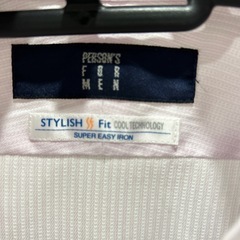 PERSON'S
FOR
MEN
STYLISH Fit COOL TECHNOLOGY
SUPER EASY IRON